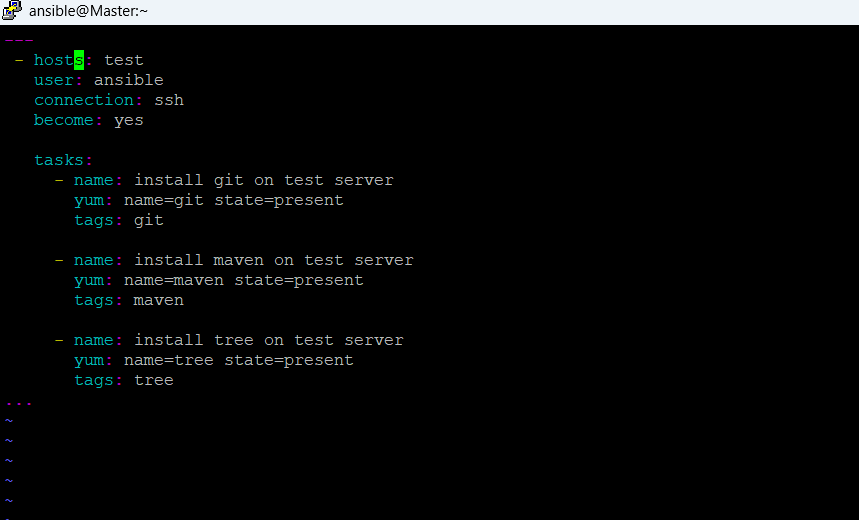 ansible@Master:~
---
 - hosts: test
   user: ansible
   connection: ssh
   become: yes

   tasks:
     - name: install git on test server
       yum: name=git state=present
       tags: git

     - name: install maven on test server
       yum: name=maven state=present
       tags: maven

     - name: install tree on test server
       yum: name=tree state=present
       tags: tree
...
~
~
~
~
~
~